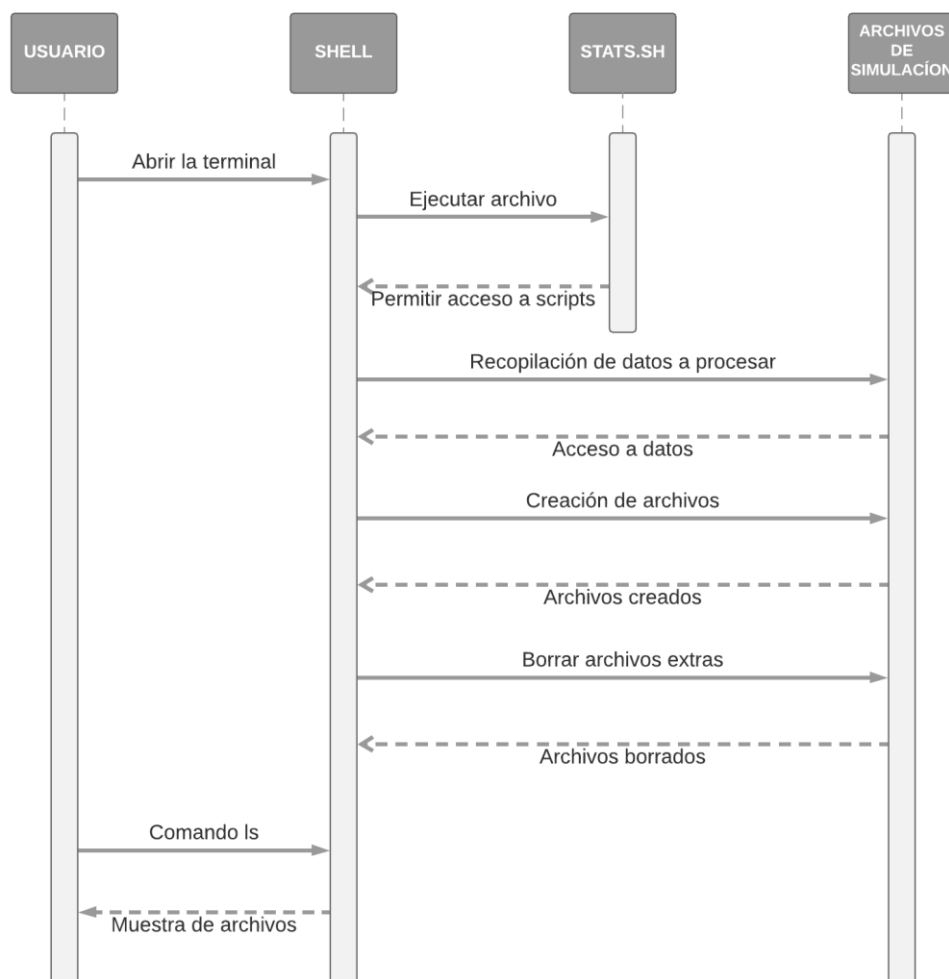 USUARIO
SHELL
STATS.SH
ARCHIVOS
DE
SIMULACÍON
Abrir la terminal
Ejecutar archivo
Permitir acceso a scripts
Recopilación de datos a procesar
Acceso a datos
Creación de archivos
Archivos creados
Borrar archivos extras
Archivos borrados
Comando ls
Muestra de archivos